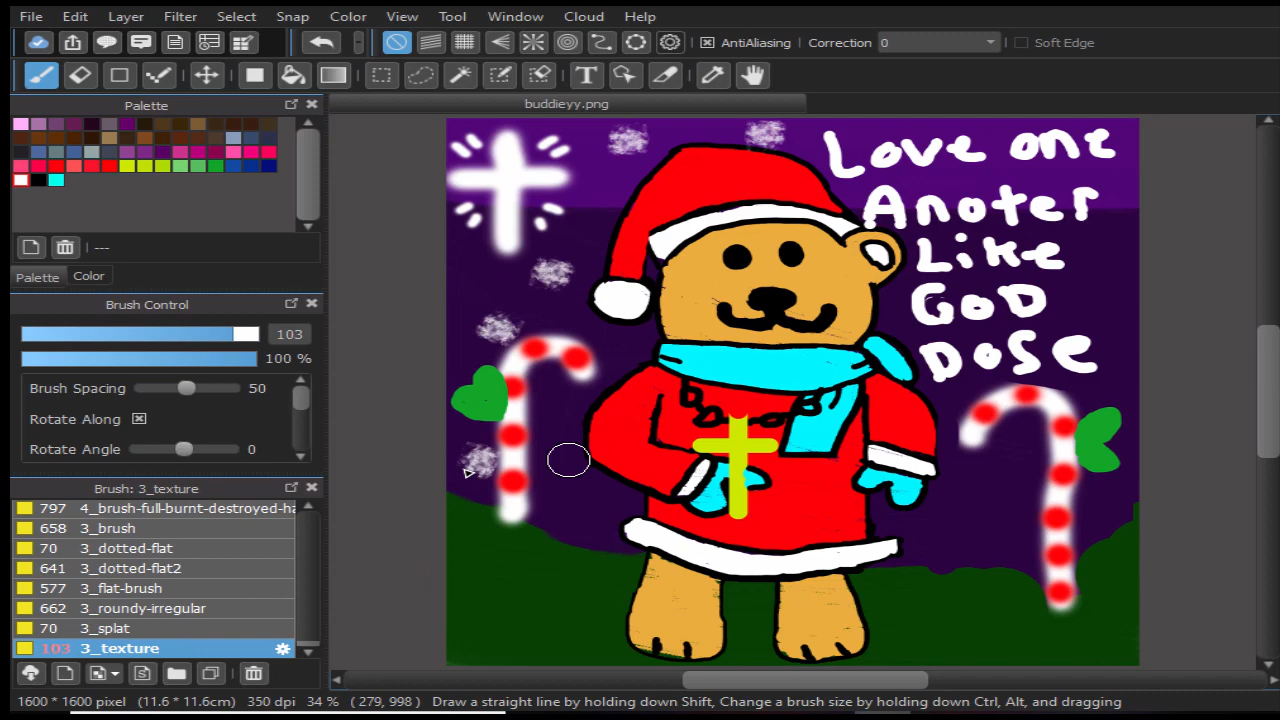 File Edit Layer Filter Select Snap Color View Tool Window Cloud Help
AntiAliasing Correction 0 Soft Edge
Palette
buddieyy.png
---
Palette Color
Brush Control
103
100 %
Brush Spacing 50
Rotate Along
Rotate Angle 0
Brush: 3_texture
797 4_brush-full-burnt-destroyed-ha
658 3_brush
70 3_dotted-flat
641 3_dotted-flat2
577 3_flat-brush
662 3_roundy-irregular
70 3_splat
103 3_texture
Love one
Anoter
Like
GoD
DoSe
1600 * 1600 pixel (11.6 * 11.6cm) 350 dpi 34 % ( 279, 998 ) Draw a straight line by holding down Shift, Change a brush size by holding down Ctrl, Alt, and dragging